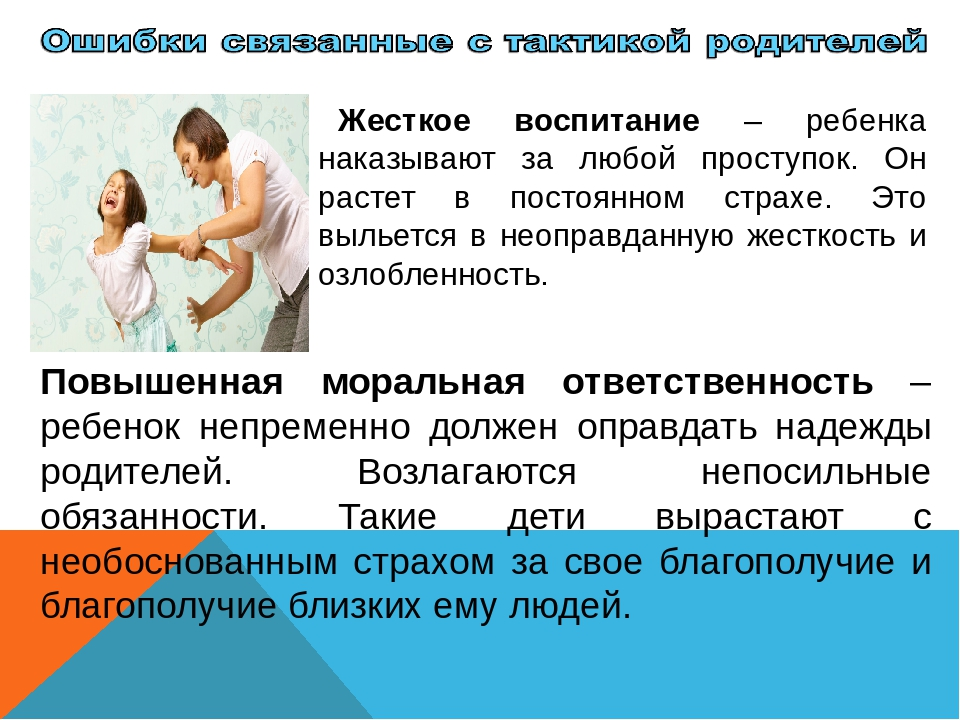 Ошибки связанные с тактикой родителей
Жесткое воспитание – ребенка
наказывают за любой проступок. Он
растет в постоянном страхе. Это
выльется в неоправданную жесткость и
озлобленность.
Повышенная моральная ответственность –
ребенок непременно должен оправдать надежды
родителей. Возлагаются непосильные
обязанности. Такие дети вырастают с
необоснованным страхом за свое благополучие и
благополучие близких ему людей.